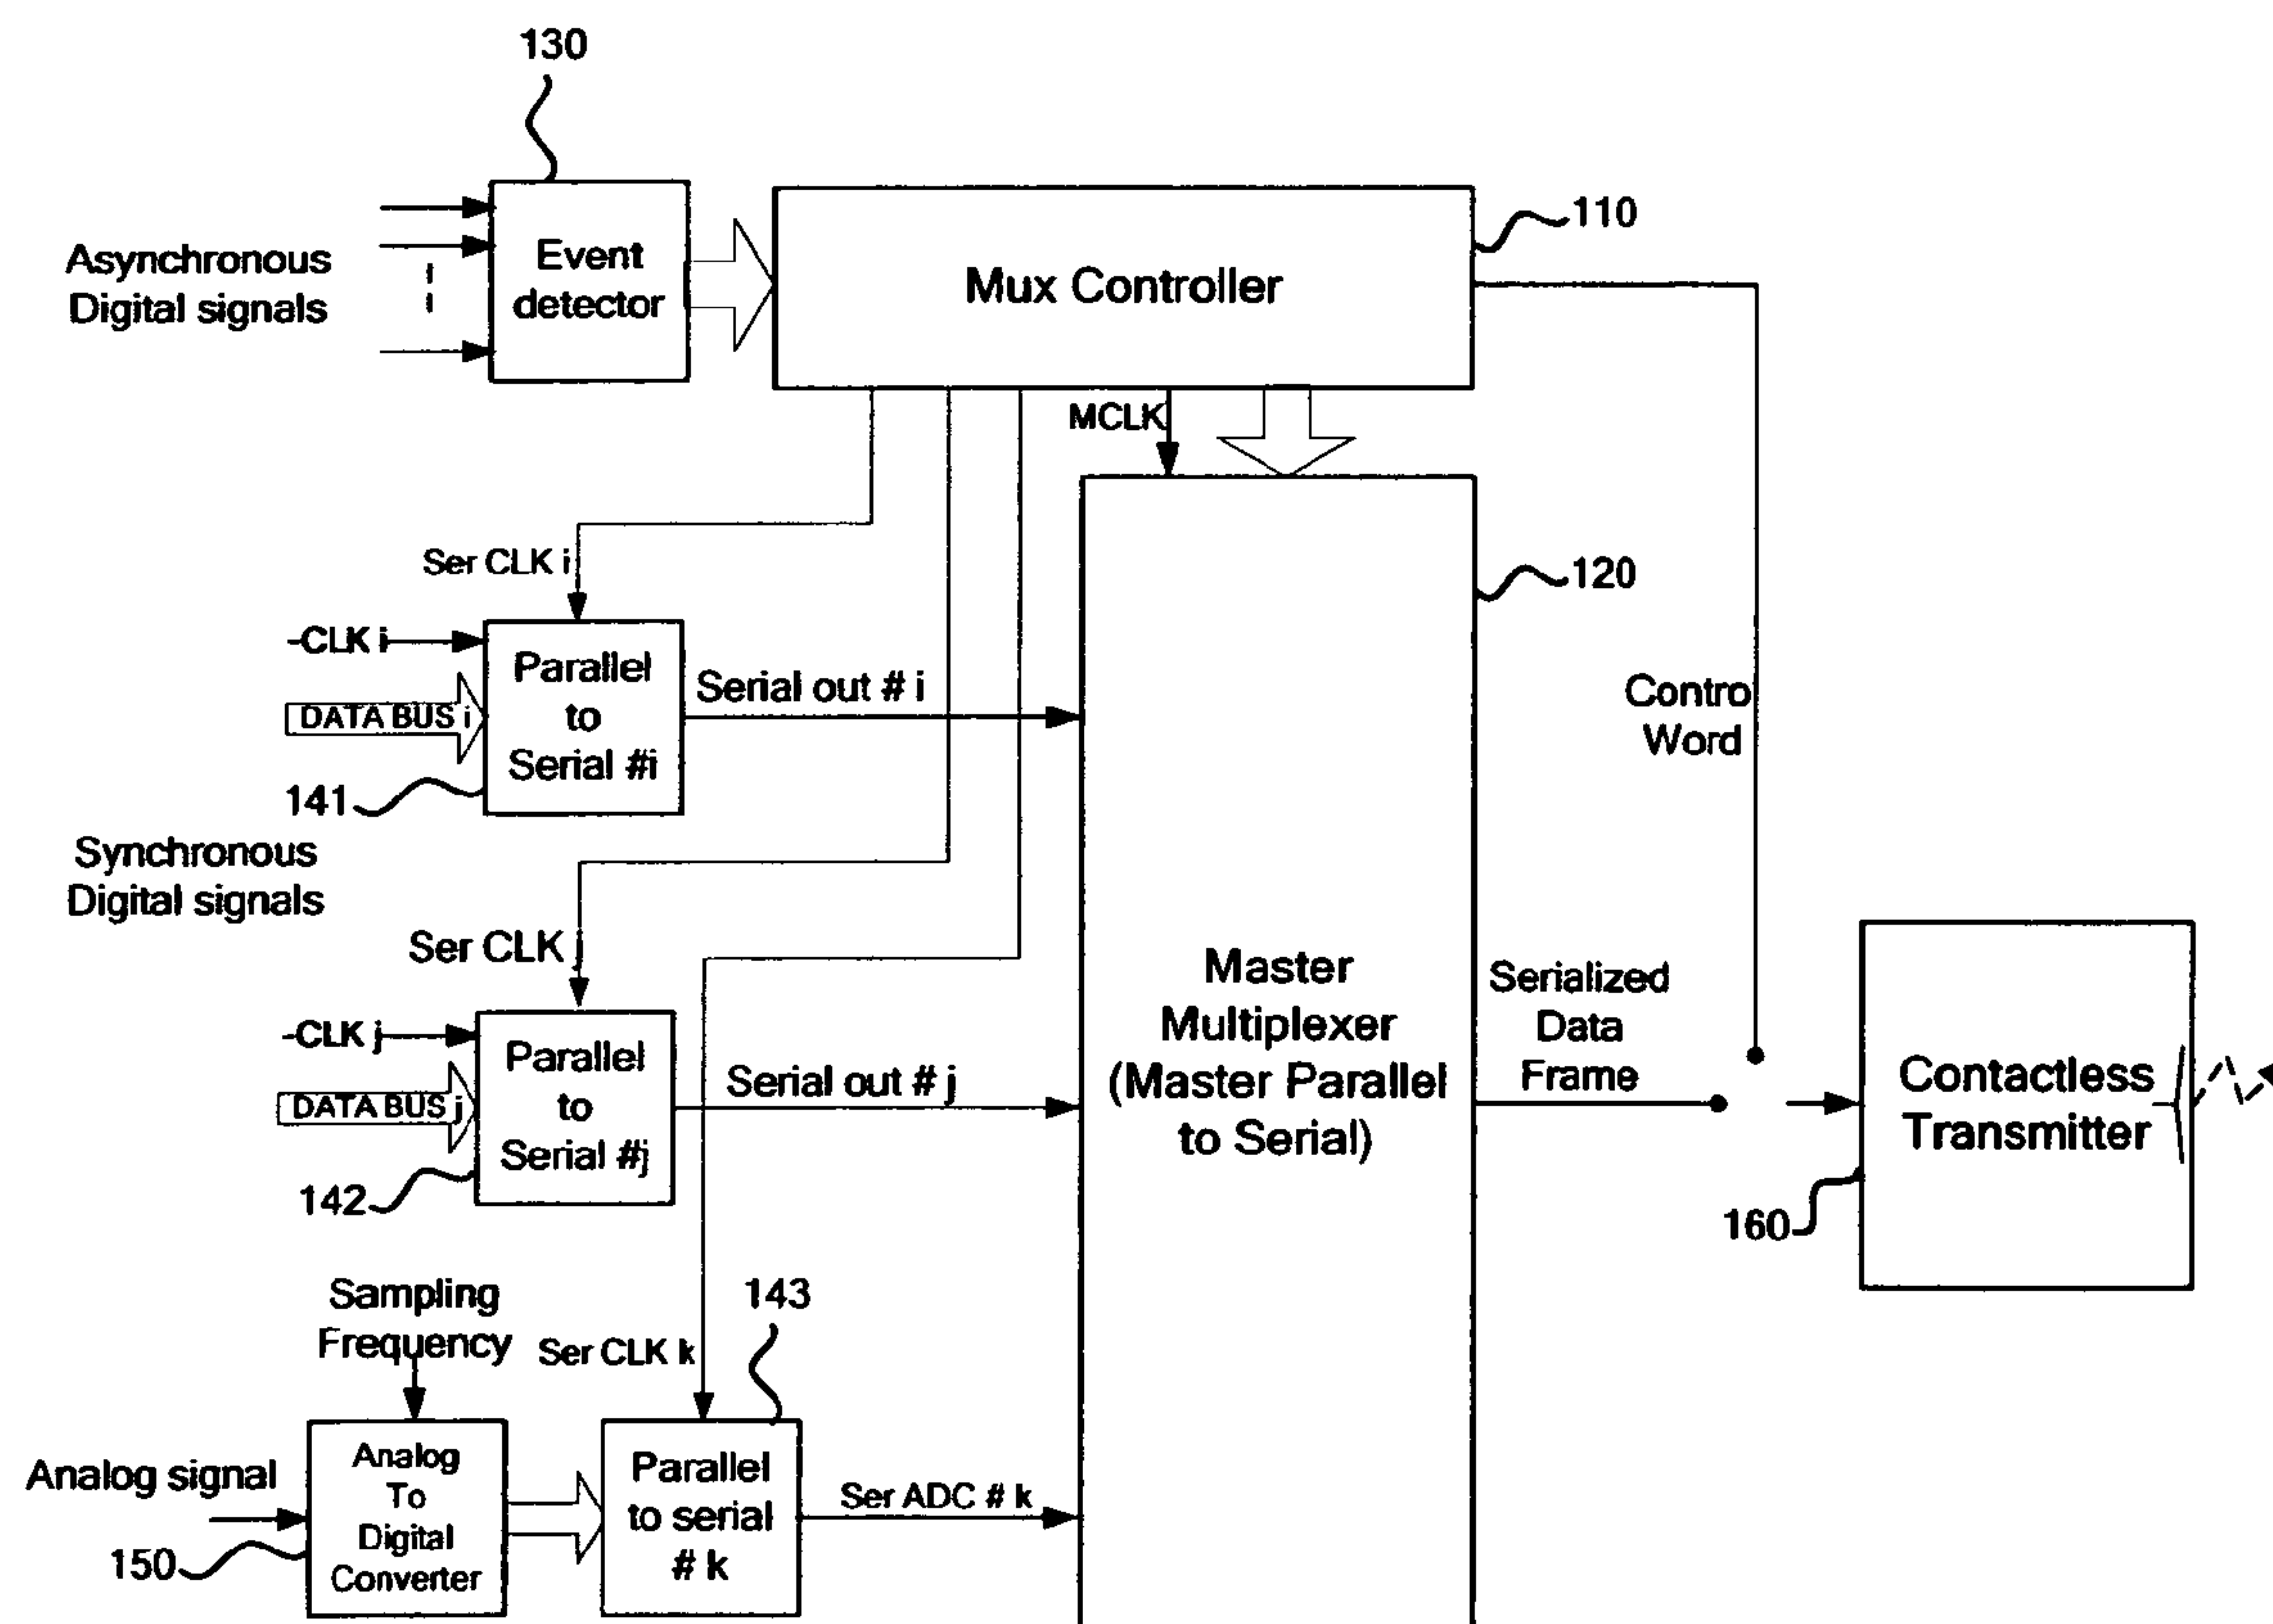 130
Asynchronous
Digital signals
Event
detector
Mux Controller
110
MCLK
Ser CLK i
120
-CLK i
DATA BUS i
Parallel
to
Serial #i
Serial out # i
141
Contro
Word
Synchronous
Digital signals
Ser CLK j
-CLK j
DATA BUS j
Parallel
to
Serial #j
Serial out # j
142
Master
Multiplexer
(Master Parallel
to Serial)
Serialized
Data
Frame
Contactless
Transmitter
160
Sampling
Frequency
Ser CLK k
143
Analog signal
Analog
To
Digital
Converter
150
Parallel
to serial
# k
Ser ADC # k